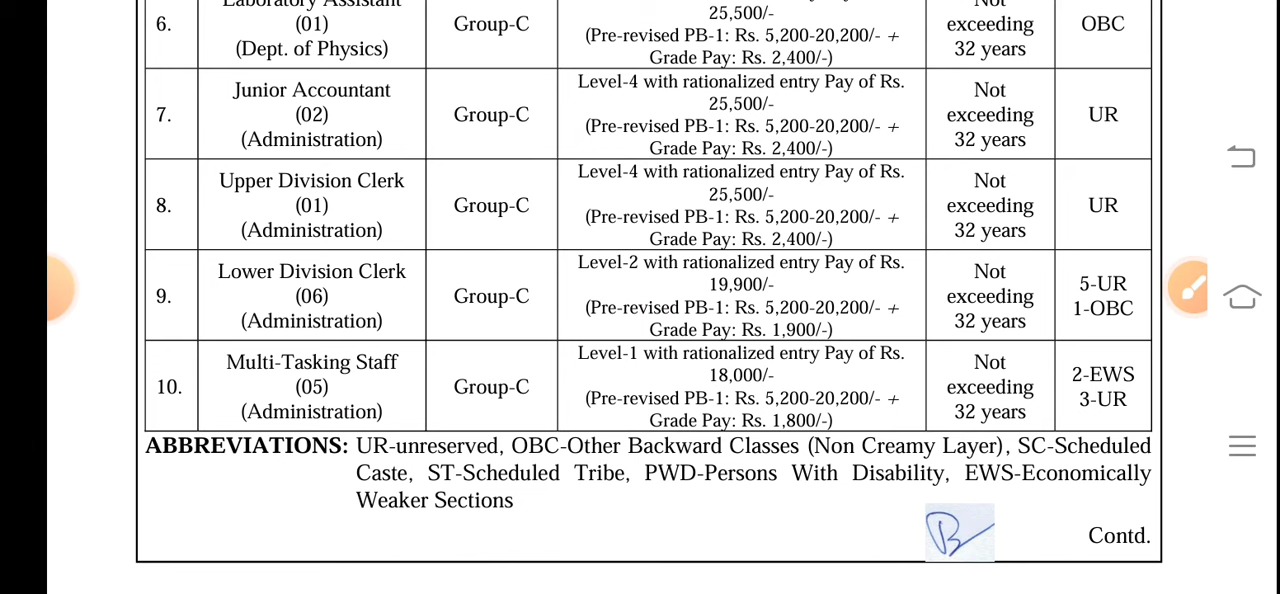 Laboratory Assistant
6.
(01)
(Dept. of Physics)
Group-C
25,500/-
(Pre-revised PB-1: Rs. 5,200-20,200/- +
Grade Pay: Rs. 2,400/-)
Not
exceeding
32 years
OBC
7.
Junior Accountant
(02)
(Administration)
Group-C
Level-4 with rationalized entry Pay of Rs.
25,500/-
(Pre-revised PB-1: Rs. 5,200-20,200/- +
Grade Pay: Rs. 2,400/-)
Not
exceeding
32 years
UR
8.
Upper Division Clerk
(01)
(Administration)
Group-C
Level-4 with rationalized entry Pay of Rs.
25,500/-
(Pre-revised PB-1: Rs. 5,200-20,200/- +
Grade Pay: Rs. 2,400/-)
Not
exceeding
32 years
UR
9.
Lower Division Clerk
(06)
(Administration)
Group-C
Level-2 with rationalized entry Pay of Rs.
19,900/-
(Pre-revised PB-1: Rs. 5,200-20,200/- +
Grade Pay: Rs. 1,900/-)
Not
exceeding
32 years
5-UR
1-OBC
10.
Multi-Tasking Staff
(05)
(Administration)
Group-C
Level-1 with rationalized entry Pay of Rs.
18,000/-
(Pre-revised PB-1: Rs. 5,200-20,200/- +
Grade Pay: Rs. 1,800/-)
Not
exceeding
32 years
2-EWS
3-UR
ABBREVIATIONS: UR-unreserved, OBC-Other Backward Classes (Non Creamy Layer), SC-Scheduled
Caste, ST-Scheduled Tribe, PWD-Persons With Disability, EWS-Economically
Weaker Sections
Contd.